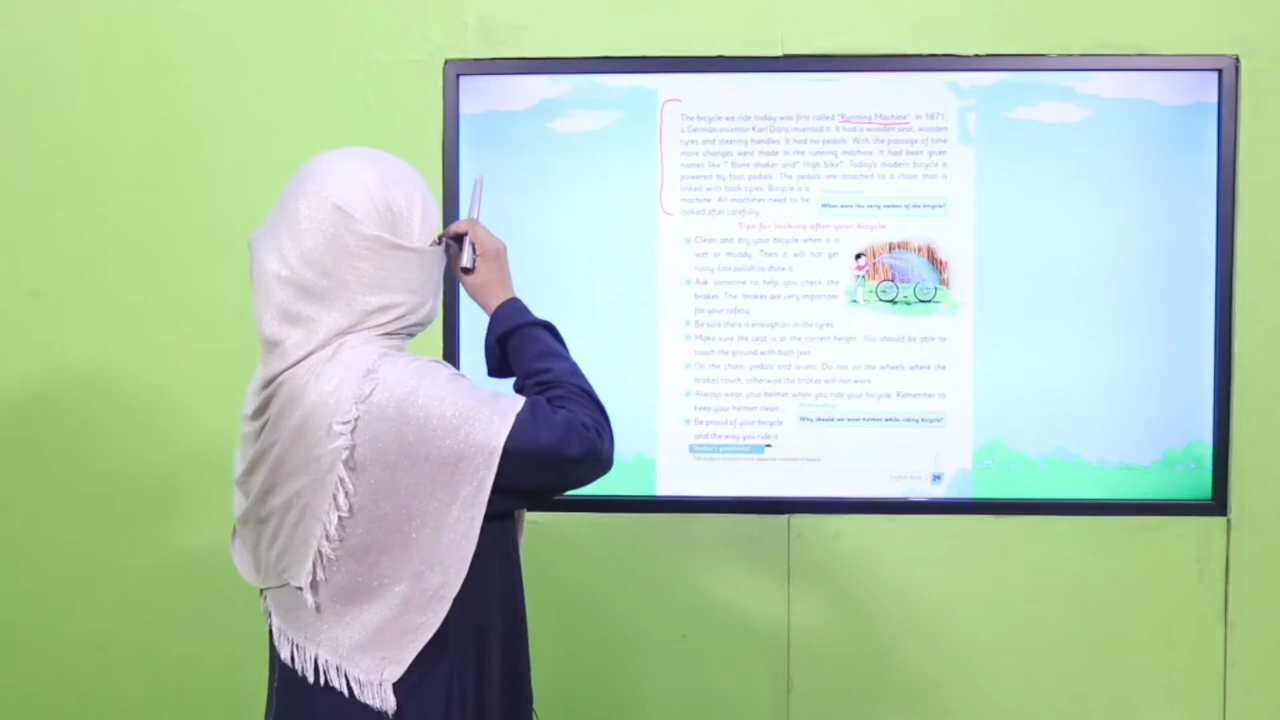 The bicycle we ride today was first called "Running Machine". In 1871,
a German inventor Karl Daris invented it. It had a wooden seat, wooden
tyres and steering handles. It had no pedals. With the passage of time
more changes were made in the running machine. It had been given
names like " Bone shaker and" High bike". Today's modern bicycle is
powered by foot pedals. The pedals are attached to a chain that is
linked with back tyres. Bicycle is a
machine. All machines need to be
looked after carefully.
What were the early names of the bicycle?
Tips for looking after your bicycle
Clean and dry your bicycle when it is
wet or muddy. Then it will not get
rusty. Use polish to shine it.
Ask someone to help you check the
brakes. The brakes are very important
for your safety.
Be sure there is enough air in the tyres.
Make sure the seat is at the correct height. You should be able to
touch the ground with both feet.
Oil the chain, pedals and levers. Do not oil the wheels where the
brakes touch, otherwise the brakes will not work.
Always wear your helmet when you ride your bicycle. Remember to
keep your helmet clean.
Why should we wear helmet while riding bicycle?
Be proud of your bicycle
and the way you ride it.
English Book 2 29